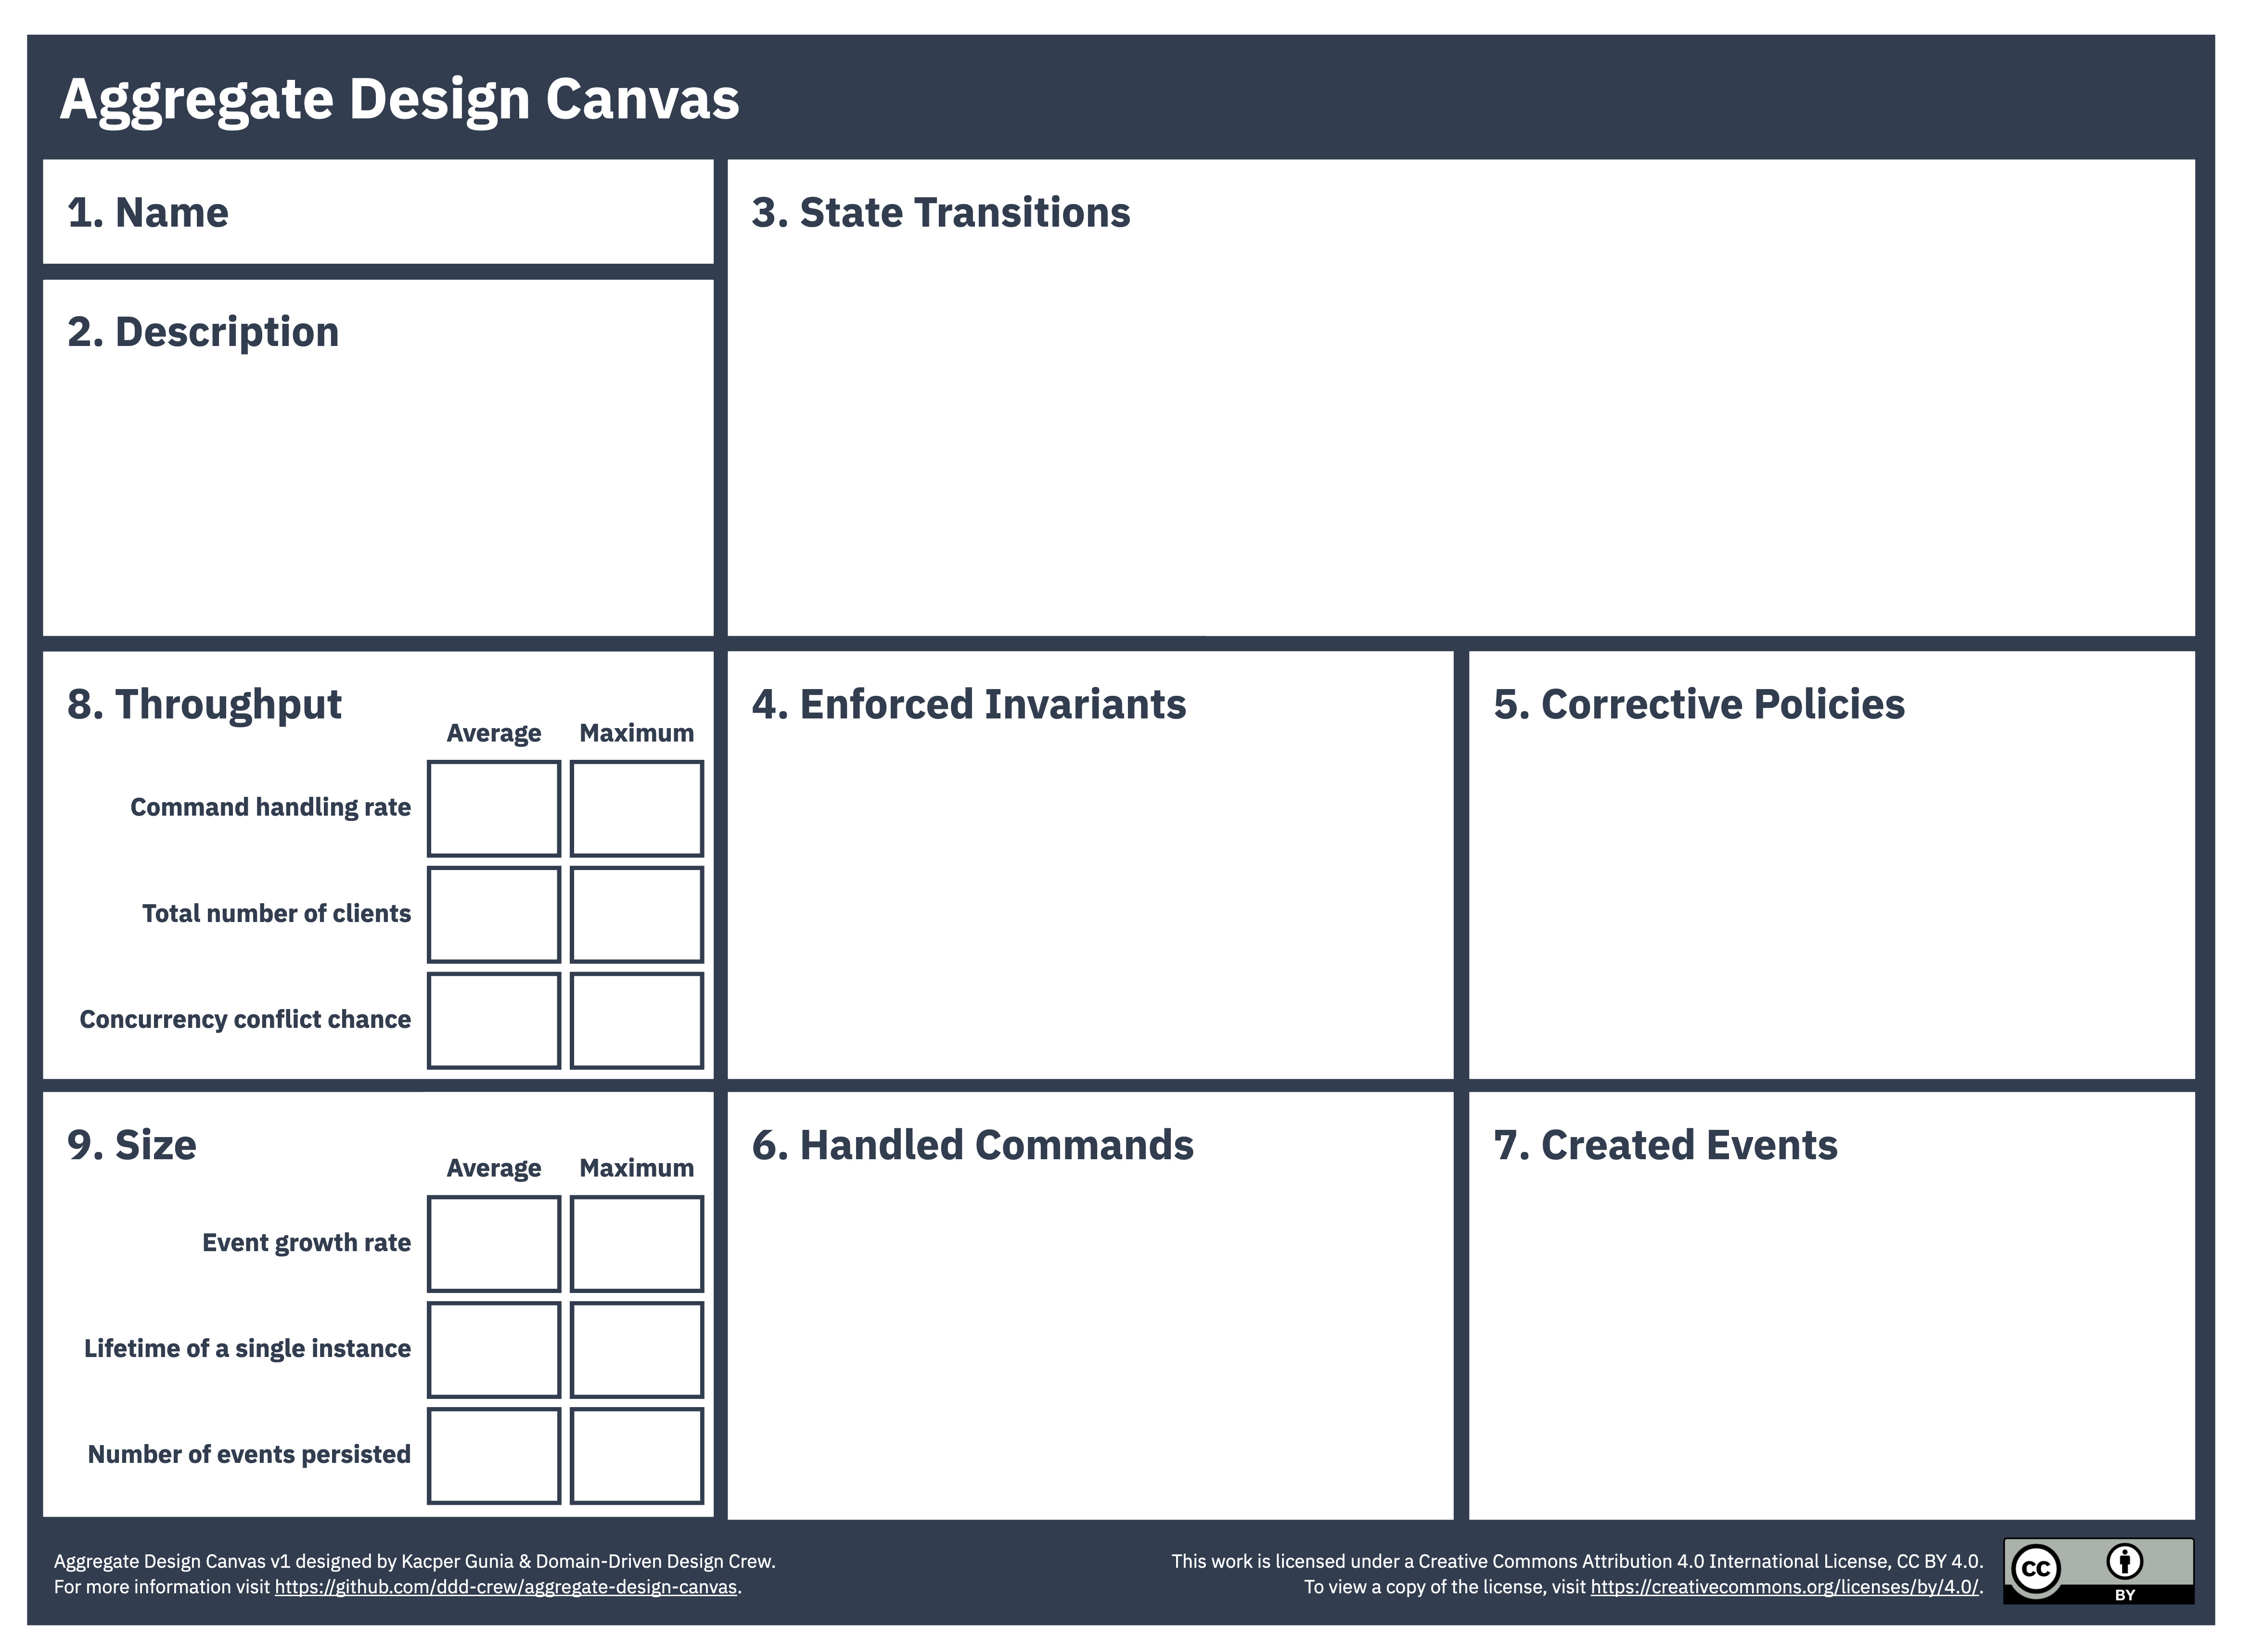 Aggregate Design Canvas
1. Name
2. Description
3. State Transitions
8. Throughput
Average Maximum
Command handling rate
Total number of clients
Concurrency conflict chance
4. Enforced Invariants
5. Corrective Policies
9. Size
Average Maximum
Event growth rate
Lifetime of a single instance
Number of events persisted
6. Handled Commands
7. Created Events
Aggregate Design Canvas v1 designed by Kacper Gunia & Domain-Driven Design Crew.
For more information visit https://github.com/ddd-crew/aggregate-design-canvas.
This work is licensed under a Creative Commons Attribution 4.0 International License, CC BY 4.0.
To view a copy of the license, visit https://creativecommons.org/licenses/by/4.0/.
CC
BY